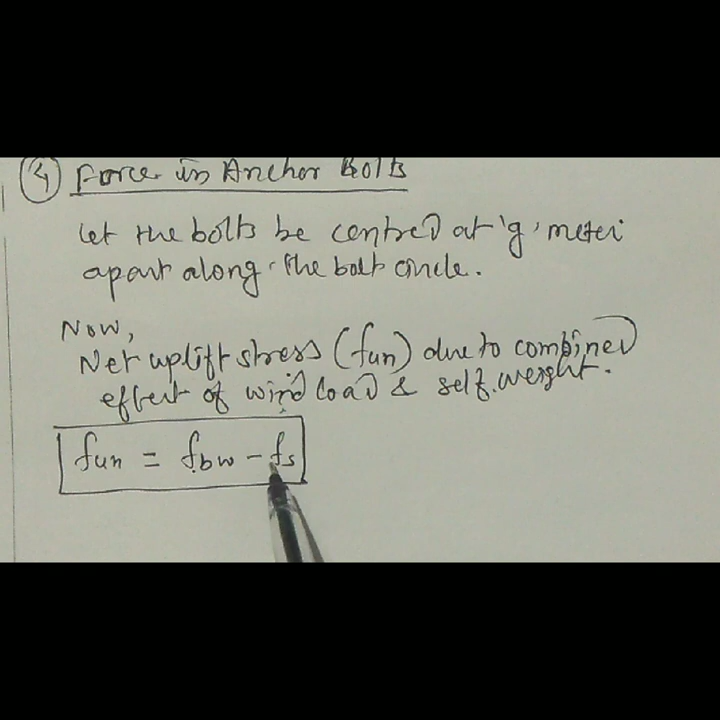 ④ Force in Anchor Bolts
Let the bolts be centred at 'g' meter
apart along the bolt circle.
Now,
Net uplift stress (fun) due to combined
effect of wind load & self. weight.
fun = fbw - fs